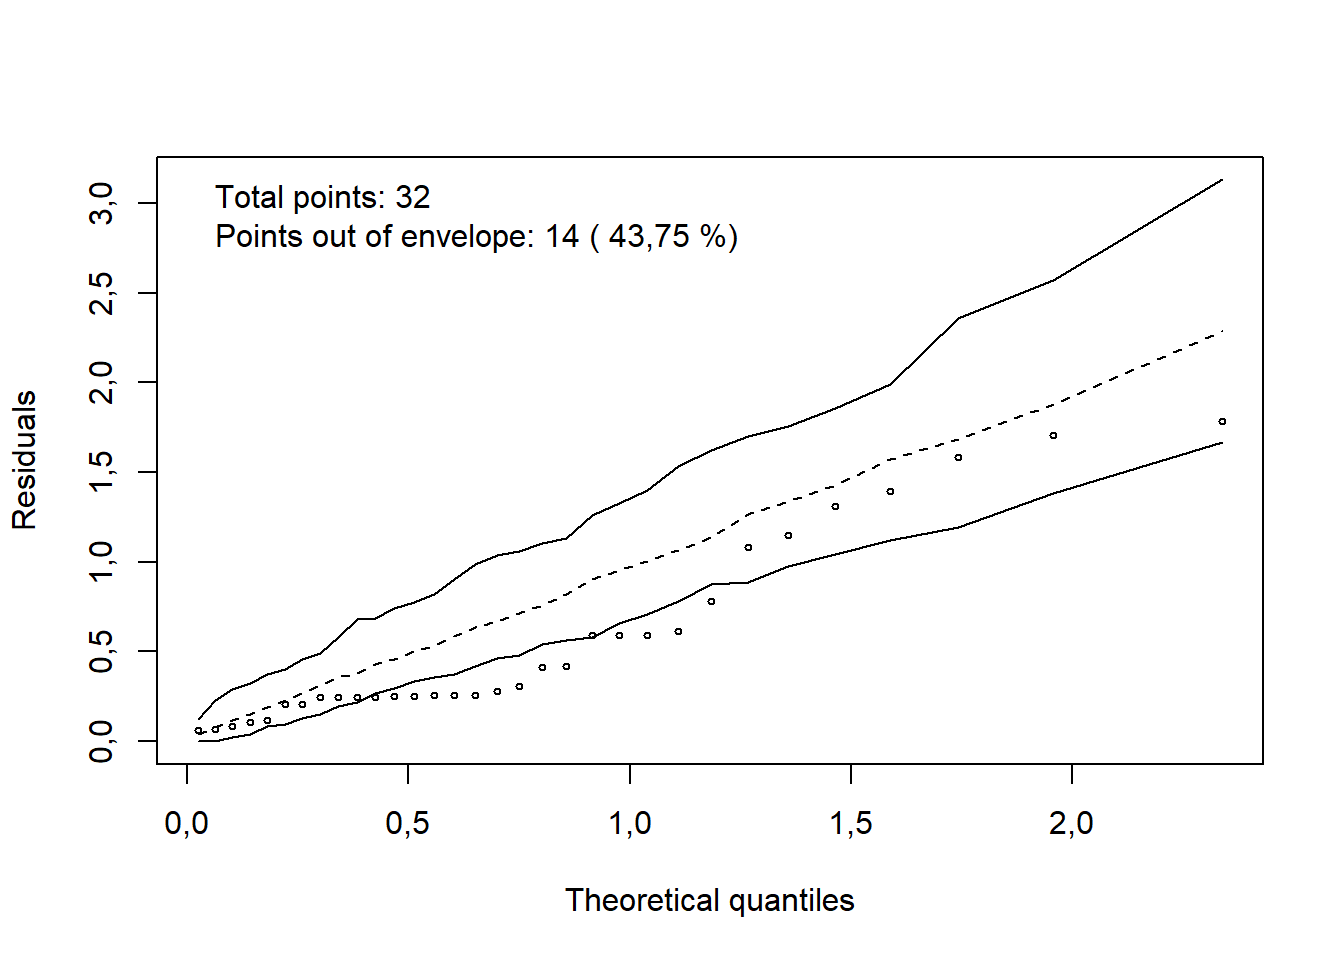 Total points: 32
Points out of envelope: 14 ( 43,75 %)
3,0
2,5
2,0
1,5
1,0
0,5
0,0
Residuals
0,0 0,5 1,0 1,5 2,0
Theoretical quantiles